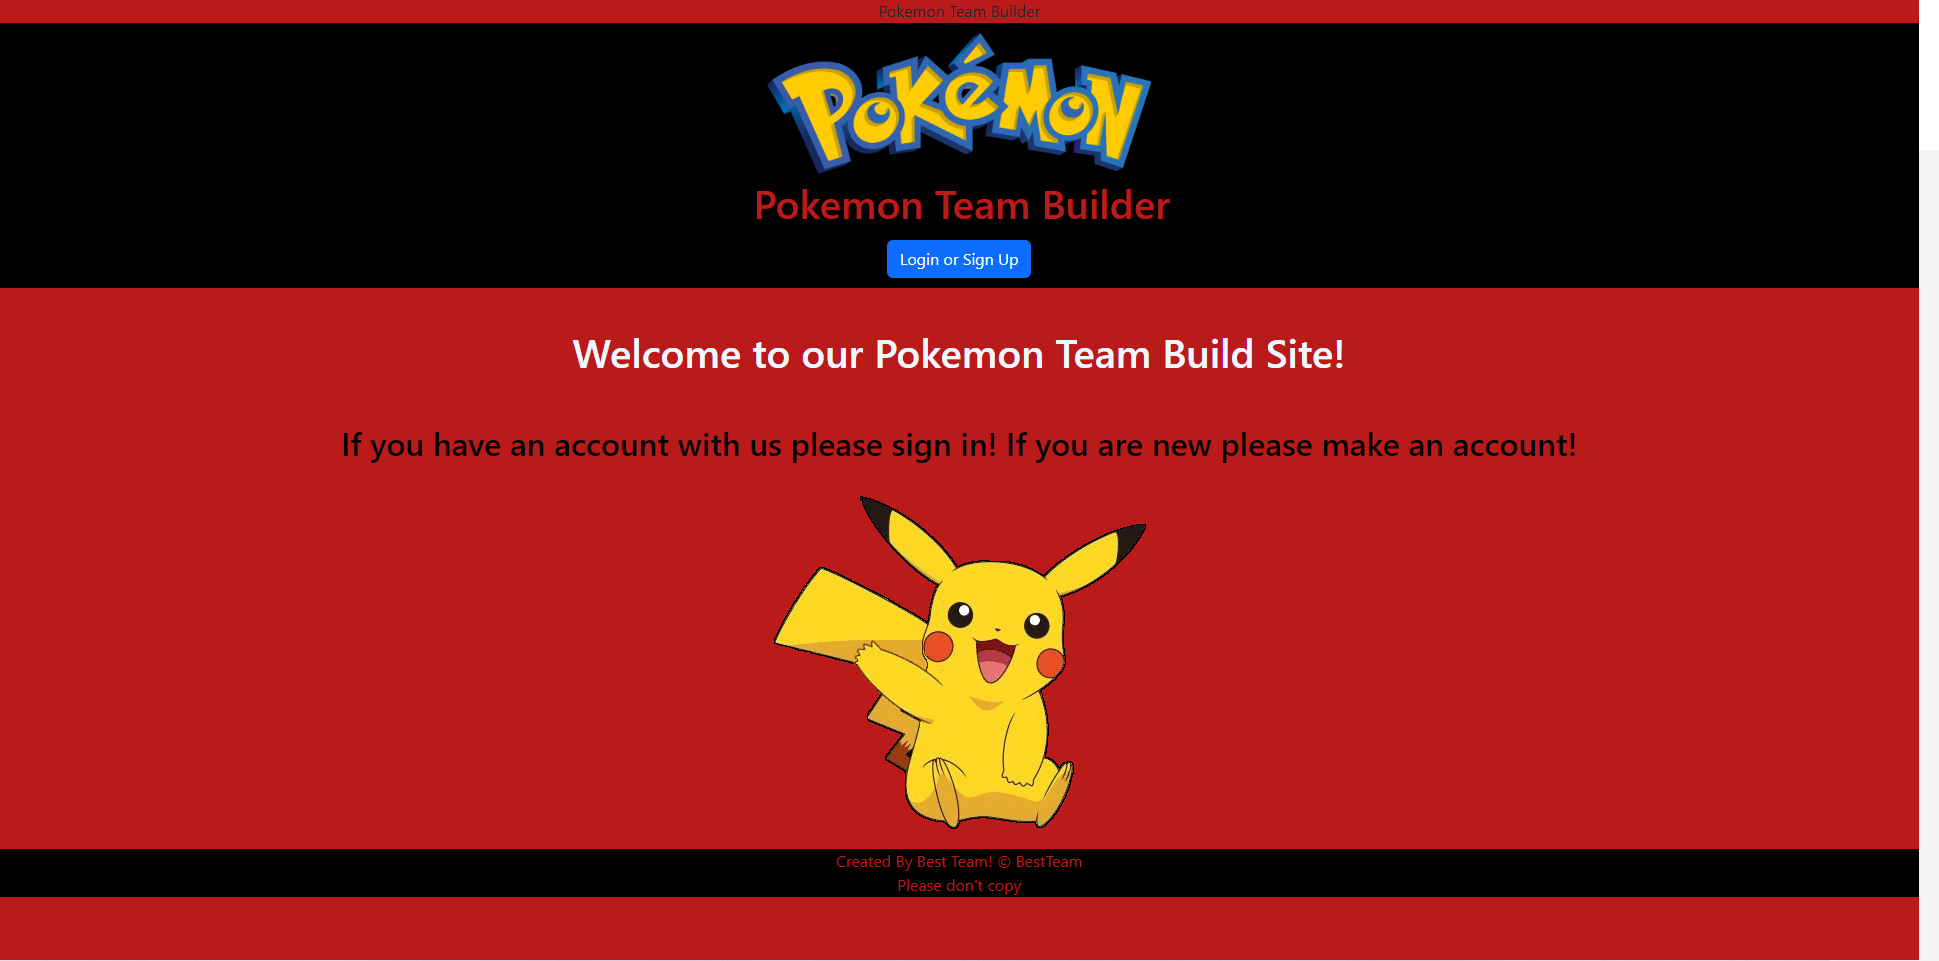 Pokemon Team Builder
POKéMON
Pokemon Team Builder
Login or Sign Up
Welcome to our Pokemon Team Build Site!
If you have an account with us please sign in! If you are new please make an account!
Created By Best Team! © BestTeam
Please don't copy